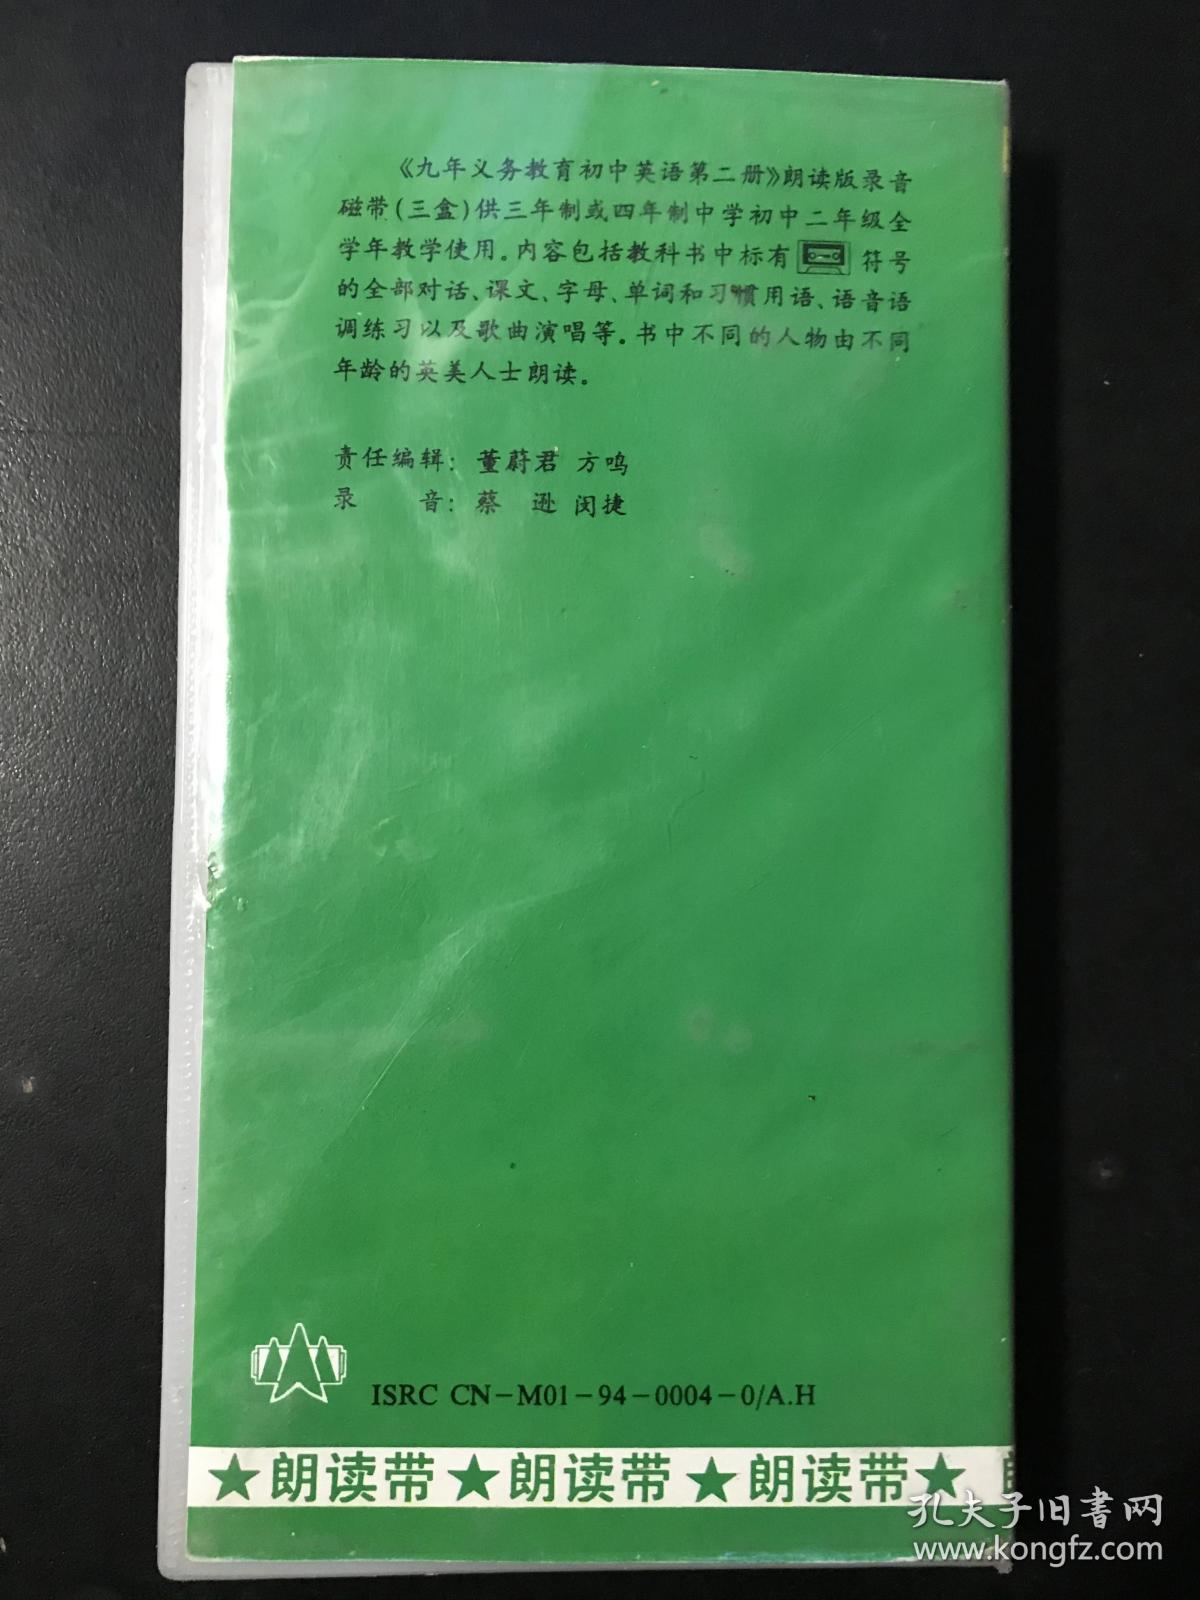 《九年义务教育初中英语第二册》朗读版录音
磁带(三盒)供三年制或四年制中学初中二年级全
学年教学使用。内容包括教科书中标有 符号
的全部对话、课文、字母、单词和习惯用语、语音语
调练习以及歌曲演唱等。书中不同的人物由不同
年龄的英美人士朗读。
责任编辑: 董蔚君 方鸣
录 音: 蔡 逊 闵捷
ISRC CN-M01-94-0004-0/A.H
★朗读带★朗读带★朗读带★
孔夫子旧书网
www.kongfz.com